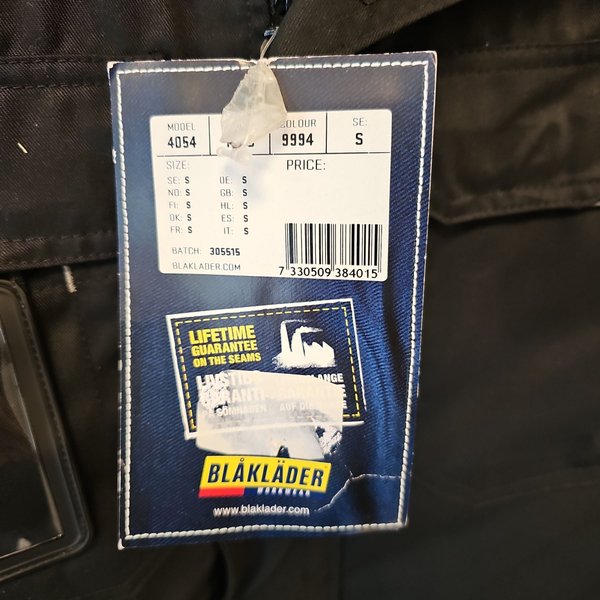 MODEL COLOUR SE:
4054 9994 S
SIZE: PRICE:
SE: S DE: S
NO: S GB: S
FI: S HL: S
DK: S ES: S
FR: S IT: S
BATCH: 305515
BLAKLADER.COM
7 330509 384015
LIFETIME
GUARANTEE
ON THE SEAMS
BLÅKLÄDER
WORKWEAR
www.blaklader.com